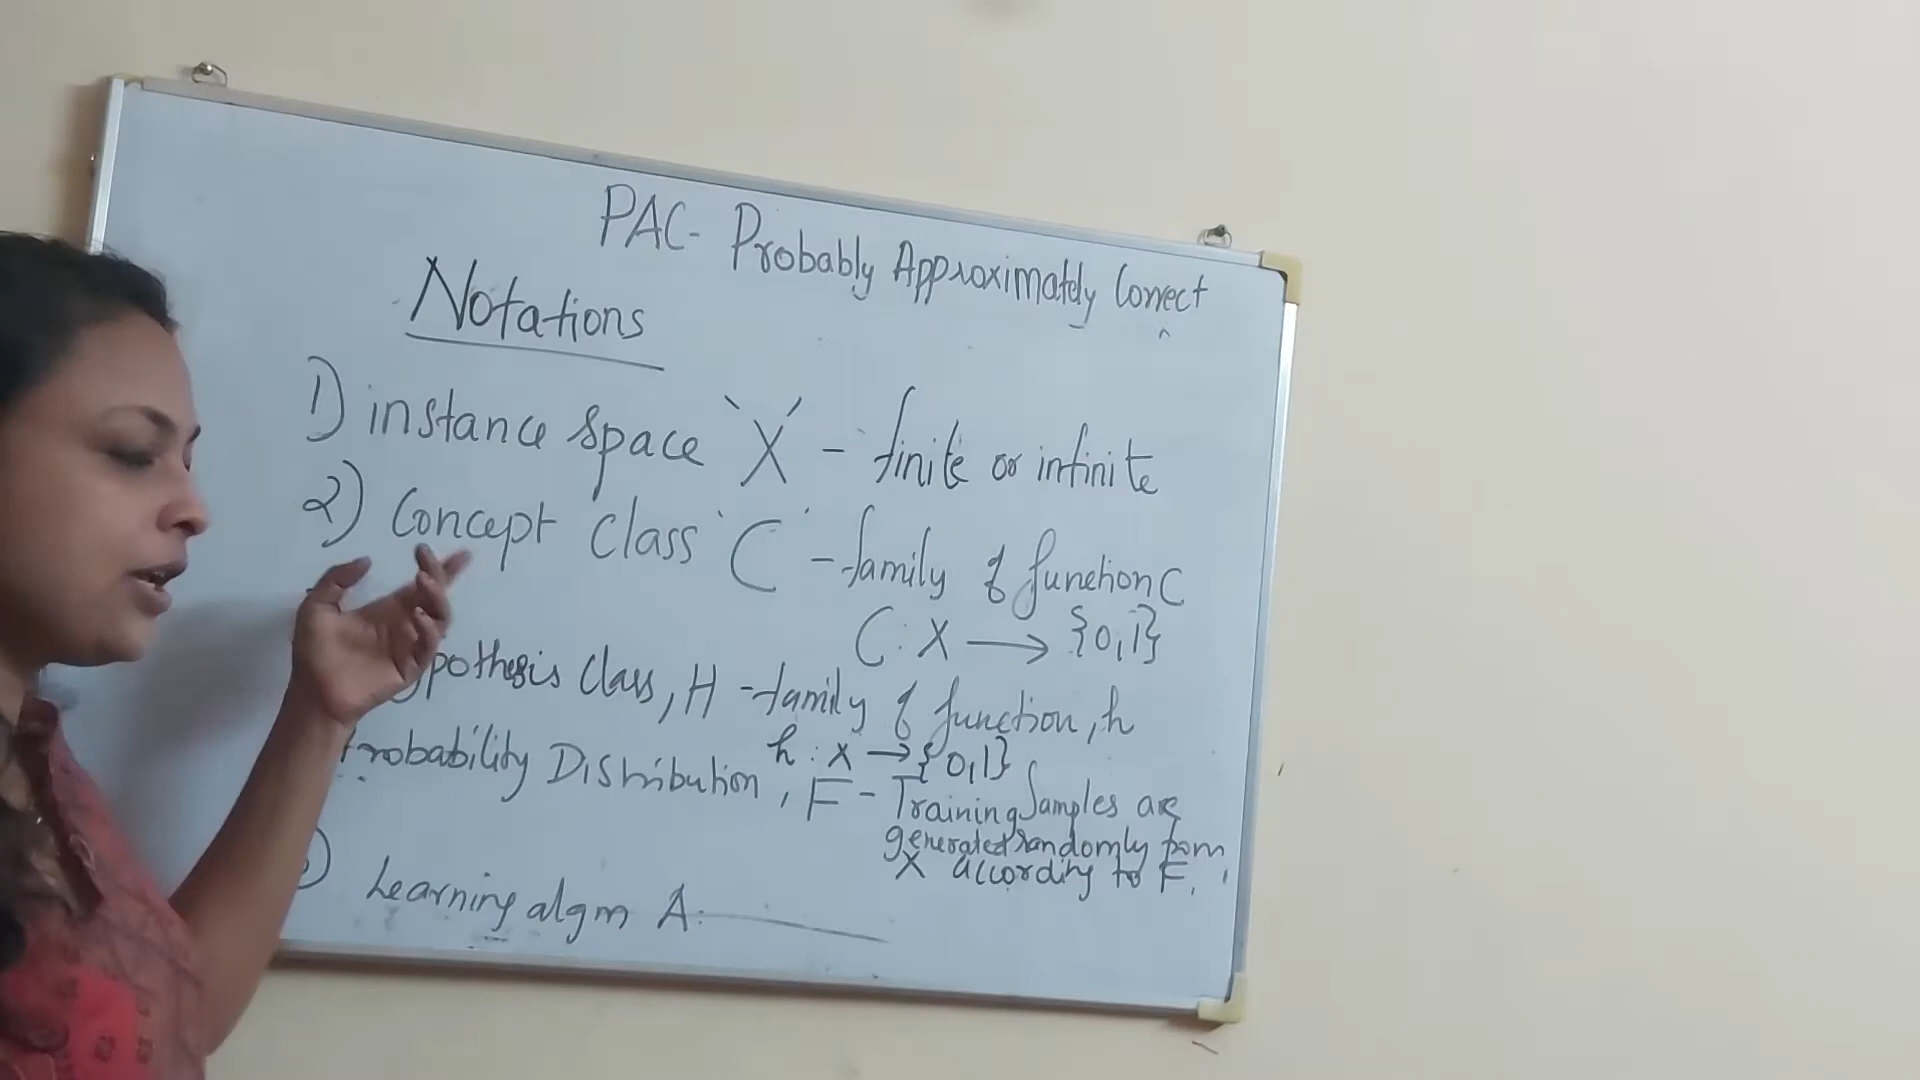 PAC- Probably Approximately Correct
Notations
1) instance space 'X' - finite or infinite
2) Concept class 'C' - family of function C
C: X → {0,1}
pothesis Class, H - family of function, h
h : x → {0,1}
Probability Distribution, F - Training Samples are
generated randomly from
X according to F.
) Learning algm A: